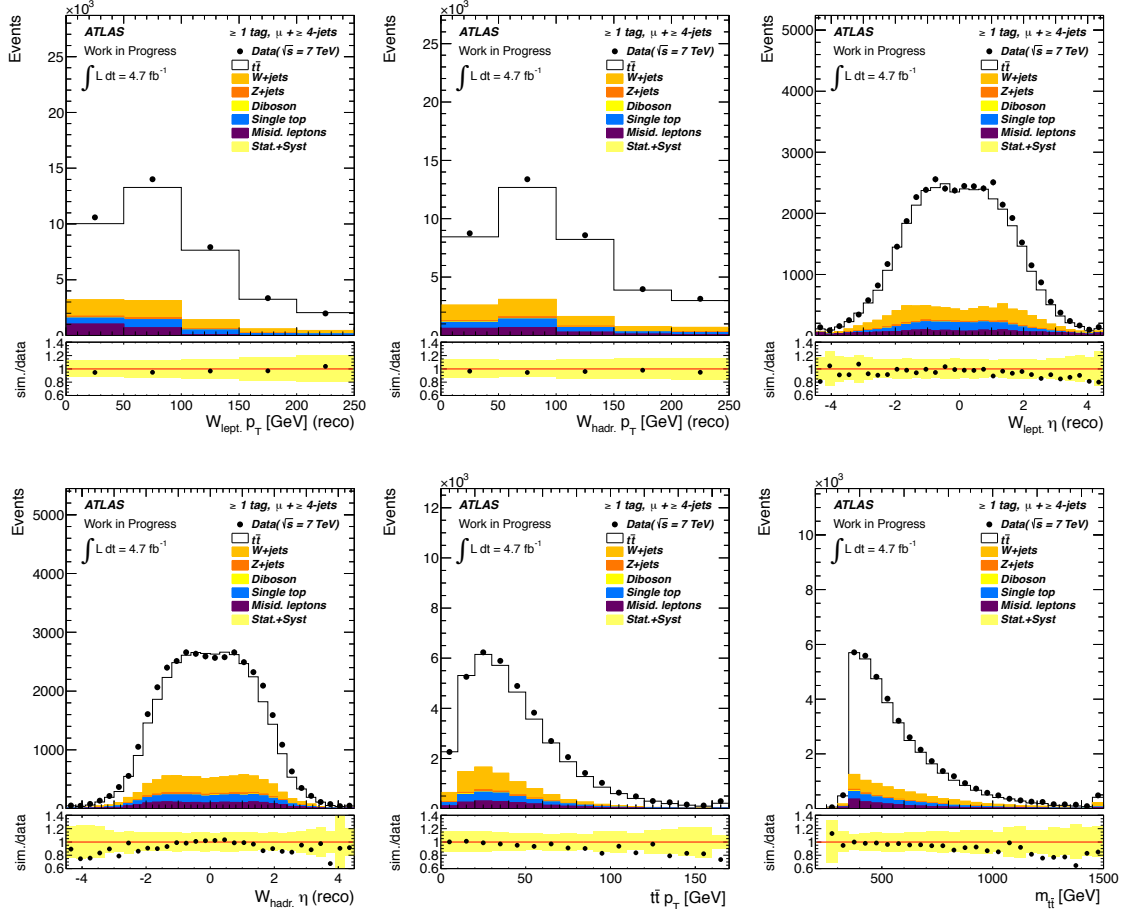 ×10³
Events
ATLAS
≥ 1 tag, μ + ≥ 4-jets
Work in Progress
Data(√s = 7 TeV)
∫ L dt = 4.7 fb⁻¹
tt̄
W+jets
Z+jets
Diboson
Single top
Misid. leptons
Stat.+Syst
25
20
15
10
5
0
sim./data
1.4
1.2
1
0.8
0.6
0 50 100 150 200 250
W_lept. p_T [GeV] (reco)
×10³
Events
ATLAS
≥ 1 tag, μ + ≥ 4-jets
Work in Progress
Data(√s = 7 TeV)
∫ L dt = 4.7 fb⁻¹
tt̄
W+jets
Z+jets
Diboson
Single top
Misid. leptons
Stat.+Syst
25
20
15
10
5
0
sim./data
1.4
1.2
1
0.8
0.6
0 50 100 150 200 250
W_hadr. p_T [GeV] (reco)
Events
ATLAS
≥ 1 tag, μ + ≥ 4-jets
Work in Progress
Data(√s = 7 TeV)
∫ L dt = 4.7 fb⁻¹
tt̄
W+jets
Z+jets
Diboson
Single top
Misid. leptons
Stat.+Syst
5000
4000
3000
2000
1000
0
sim./data
1.4
1.2
1
0.8
0.6
-4 -2 0 2 4
W_lept. η (reco)
Events
ATLAS
≥ 1 tag, μ + ≥ 4-jets
Work in Progress
Data(√s = 7 TeV)
∫ L dt = 4.7 fb⁻¹
tt̄
W+jets
Z+jets
Diboson
Single top
Misid. leptons
Stat.+Syst
5000
4000
3000
2000
1000
0
sim./data
1.4
1.2
1
0.8
0.6
-4 -2 0 2 4
W_hadr. η (reco)
×10³
Events
ATLAS
≥ 1 tag, μ + ≥ 4-jets
Work in Progress
Data(√s = 7 TeV)
∫ L dt = 4.7 fb⁻¹
tt̄
W+jets
Z+jets
Diboson
Single top
Misid. leptons
Stat.+Syst
12
10
8
6
4
2
0
sim./data
1.4
1.2
1
0.8
0.6
0 50 100 150
tt̄ p_T [GeV]
×10³
Events
ATLAS
≥ 1 tag, μ + ≥ 4-jets
Work in Progress
Data(√s = 7 TeV)
∫ L dt = 4.7 fb⁻¹
tt̄
W+jets
Z+jets
Diboson
Single top
Misid. leptons
Stat.+Syst
12
10
8
6
4
2
0
sim./data
1.4
1.2
1
0.8
0.6
500 1000 1500
m_tt̄ [GeV]